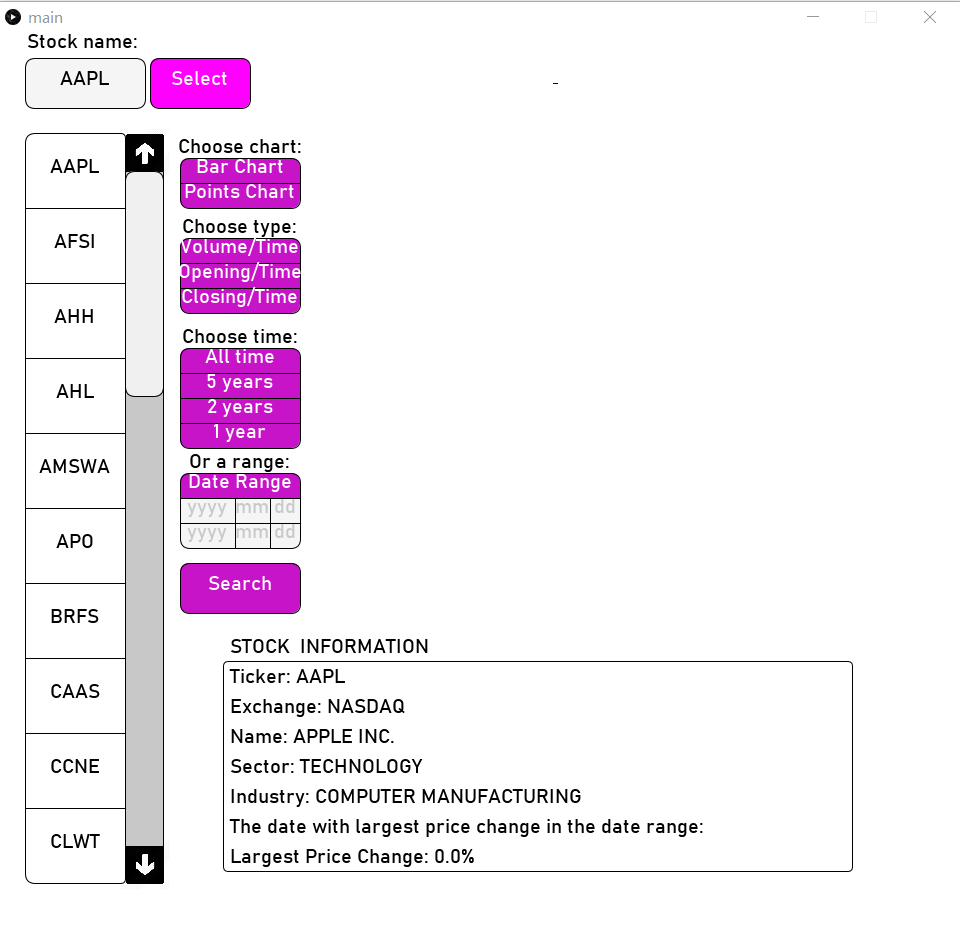 main
Stock name:
AAPL
Select
-
AAPL
AFSI
AHH
AHL
AMSWA
APO
BRFS
CAAS
CCNE
CLWT
Choose chart:
Bar Chart
Points Chart
Choose type:
Volume/Time
Opening/Time
Closing/Time
Choose time:
All time
5 years
2 years
1 year
Or a range:
Date Range
yyyy mm dd
yyyy mm dd
Search
STOCK INFORMATION
Ticker: AAPL
Exchange: NASDAQ
Name: APPLE INC.
Sector: TECHNOLOGY
Industry: COMPUTER MANUFACTURING
The date with largest price change in the date range:
Largest Price Change: 0.0%